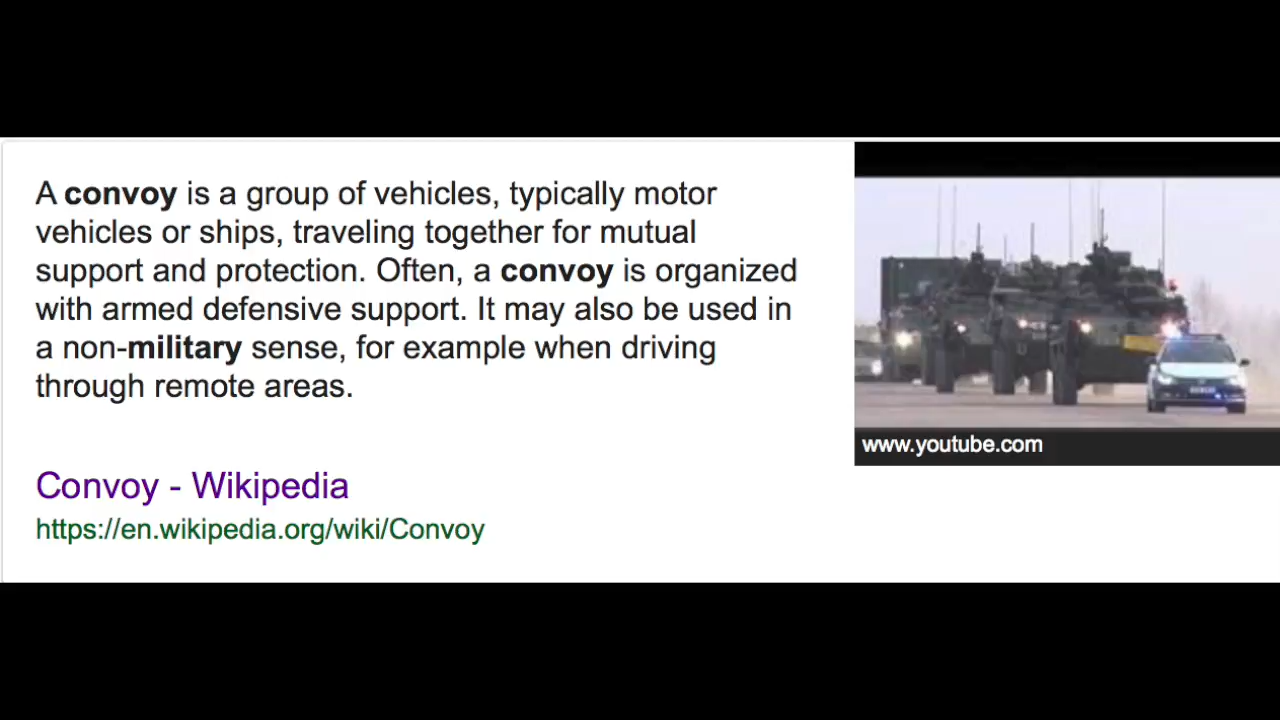 A convoy is a group of vehicles, typically motor
vehicles or ships, traveling together for mutual
support and protection. Often, a convoy is organized
with armed defensive support. It may also be used in
a non-military sense, for example when driving
through remote areas.
www.youtube.com
Convoy - Wikipedia
https://en.wikipedia.org/wiki/Convoy